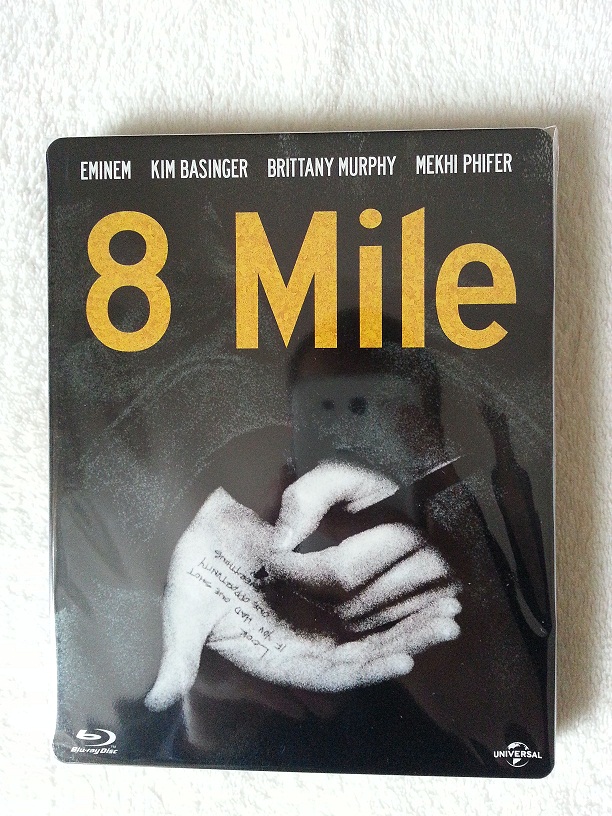 EMINEM KIM BASINGER BRITTANY MURPHY MEKHI PHIFER
8 Mile
LOOK
IF YOU HAD
ONE SHOT
ONE OPPORTUNITY
EVERYTHING
Blu-ray Disc
UNIVERSAL